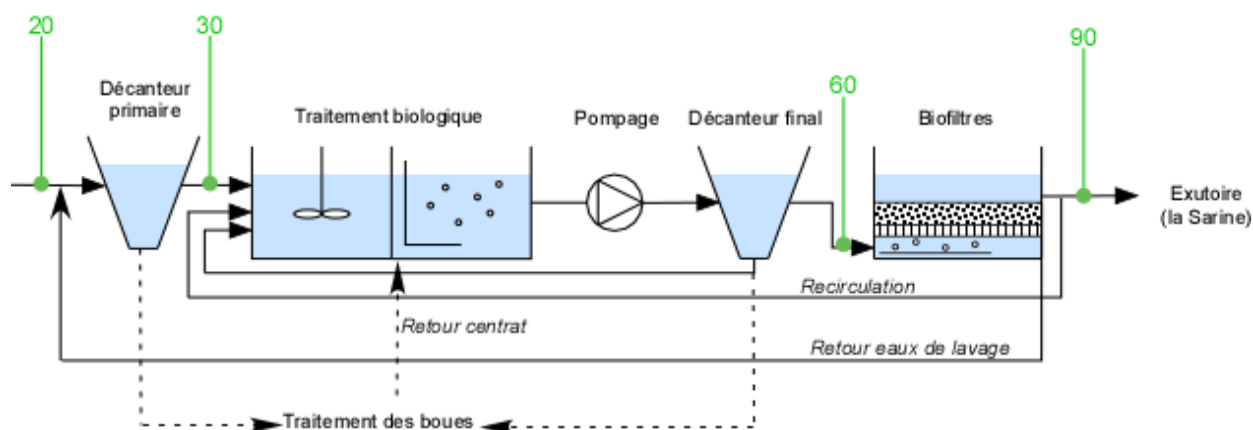 20
30
90
60
Décanteur
primaire
Traitement biologique
Pompage
Décanteur final
Biofiltres
Exutoire
(la Sarine)
Recirculation
Retour centrat
Retour eaux de lavage
Traitement des boues